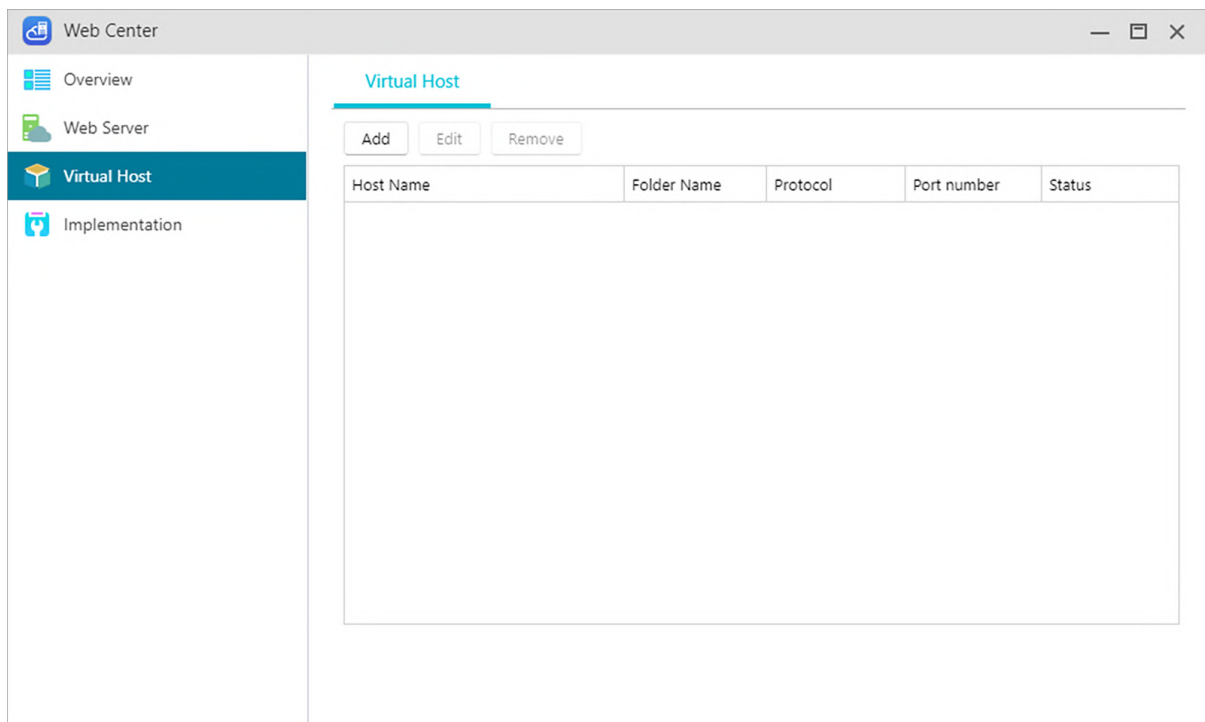 Web Center
Overview
Web Server
Virtual Host
Implementation
Virtual Host
Add Edit Remove
Host Name Folder Name Protocol Port number Status